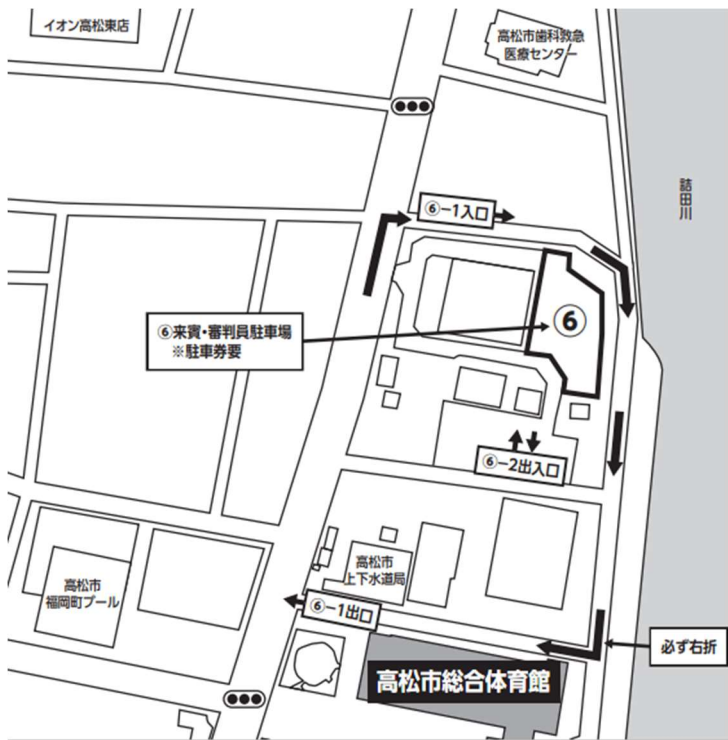 イオン高松東店
高松市歯科救急
医療センター
詰田川
⑥−1入口
⑥来賓・審判員駐車場
※駐車券要
⑥
⑥−2出入口
高松市
上下水道局
高松市
福岡町プール
⑥−1出口
必ず右折
高松市総合体育館